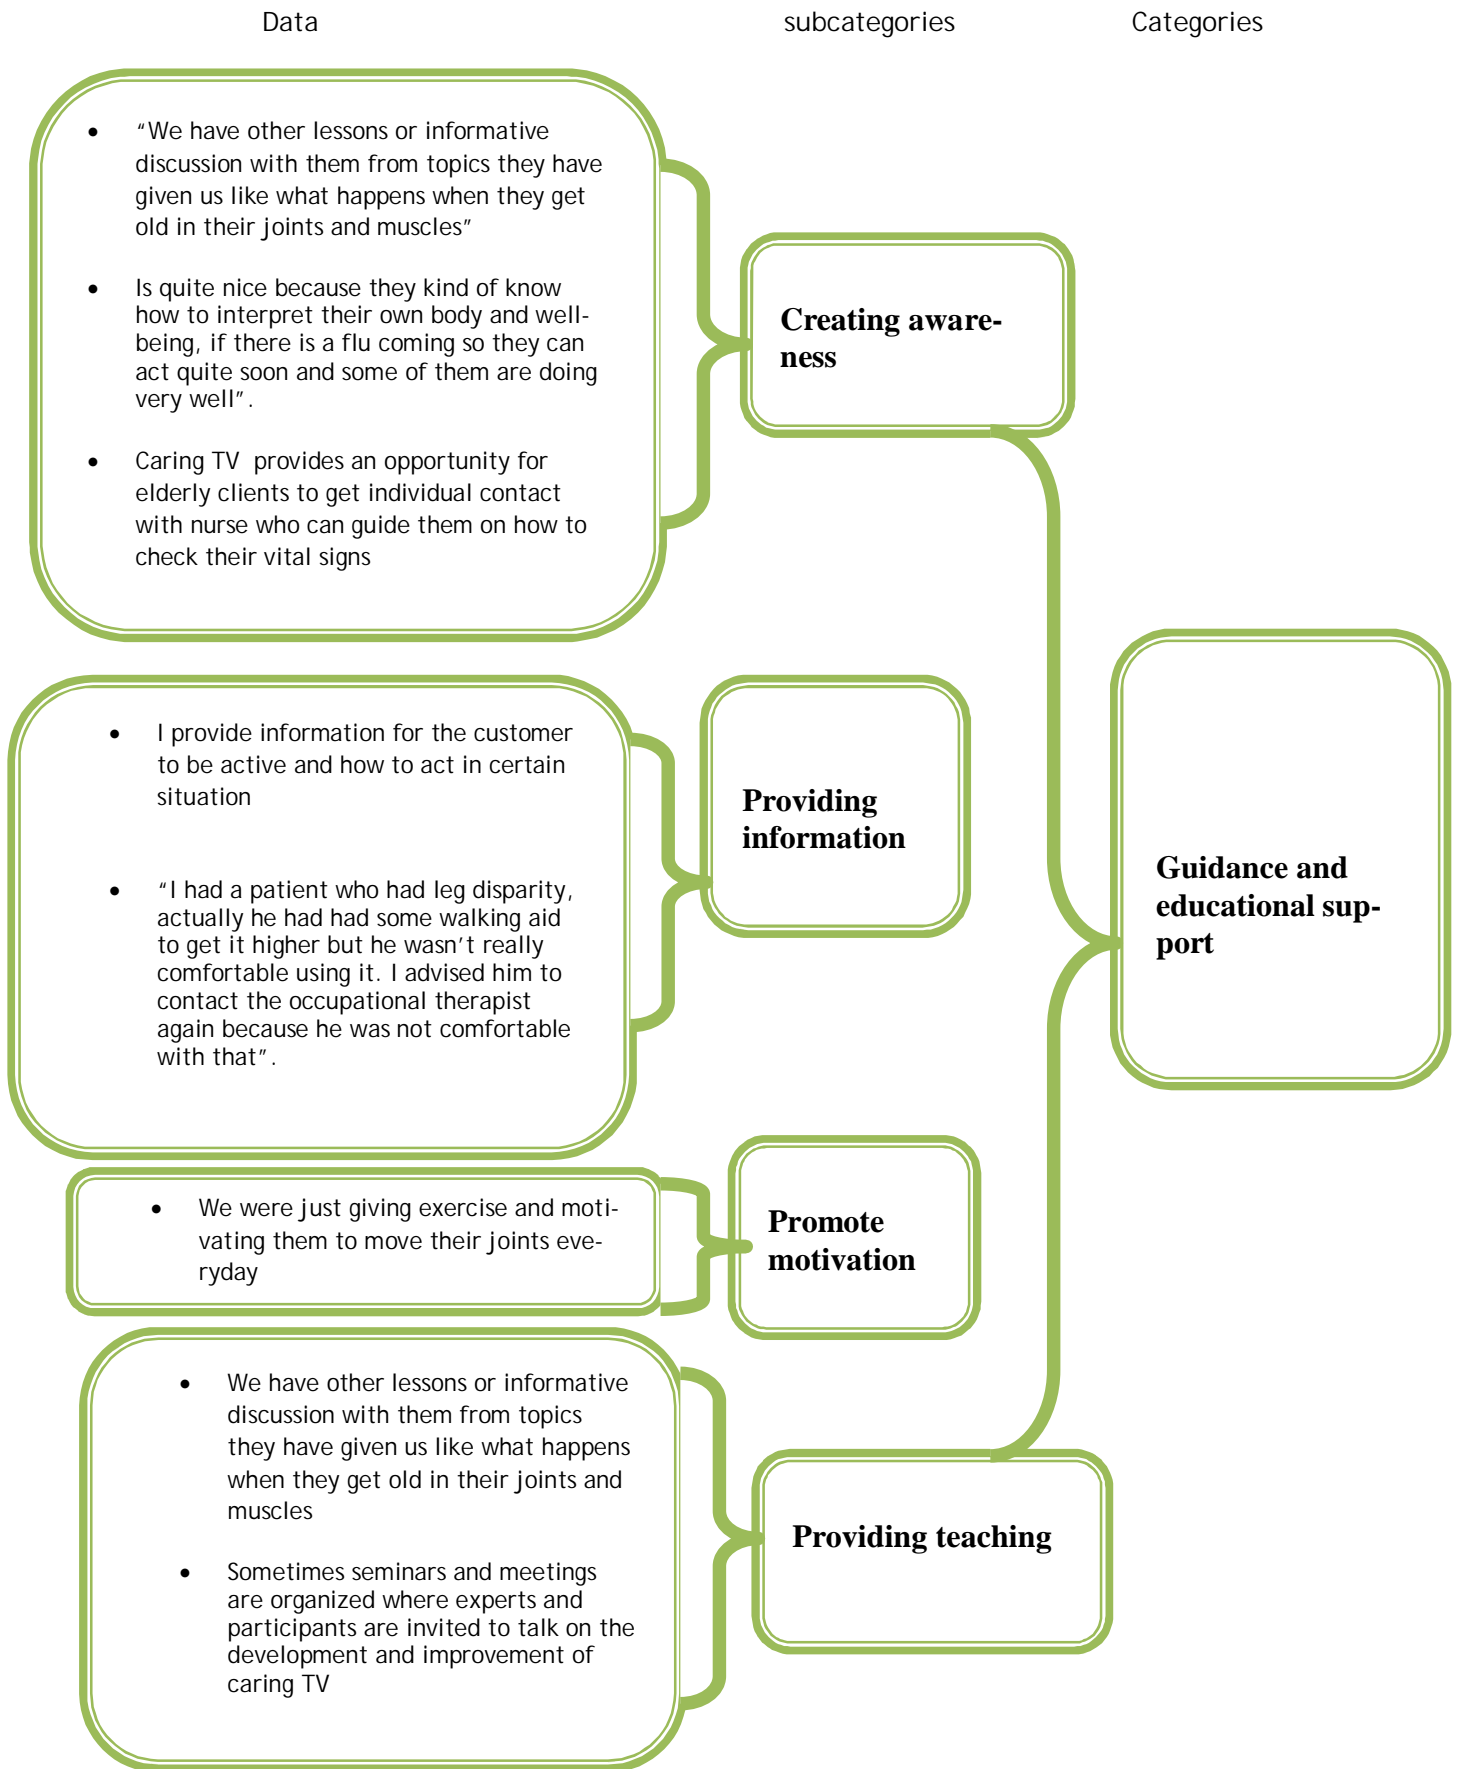 Data subcategories Categories
• “We have other lessons or informative
discussion with them from topics they have
given us like what happens when they get
old in their joints and muscles”
• Is quite nice because they kind of know
how to interpret their own body and well-
being, if there is a flu coming so they can
act quite soon and some of them are doing
very well”.
• Caring TV provides an opportunity for
elderly clients to get individual contact
with nurse who can guide them on how to
check their vital signs
Creating aware-
ness
• I provide information for the customer
to be active and how to act in certain
situation
• “I had a patient who had leg disparity,
actually he had had some walking aid
to get it higher but he wasn’t really
comfortable using it. I advised him to
contact the occupational therapist
again because he was not comfortable
with that”.
Providing
information
• We were just giving exercise and moti-
vating them to move their joints eve-
ryday
Promote
motivation
• We have other lessons or informative
discussion with them from topics
they have given us like what happens
when they get old in their joints and
muscles
• Sometimes seminars and meetings
are organized where experts and
participants are invited to talk on the
development and improvement of
caring TV
Providing teaching
Guidance and
educational sup-
port